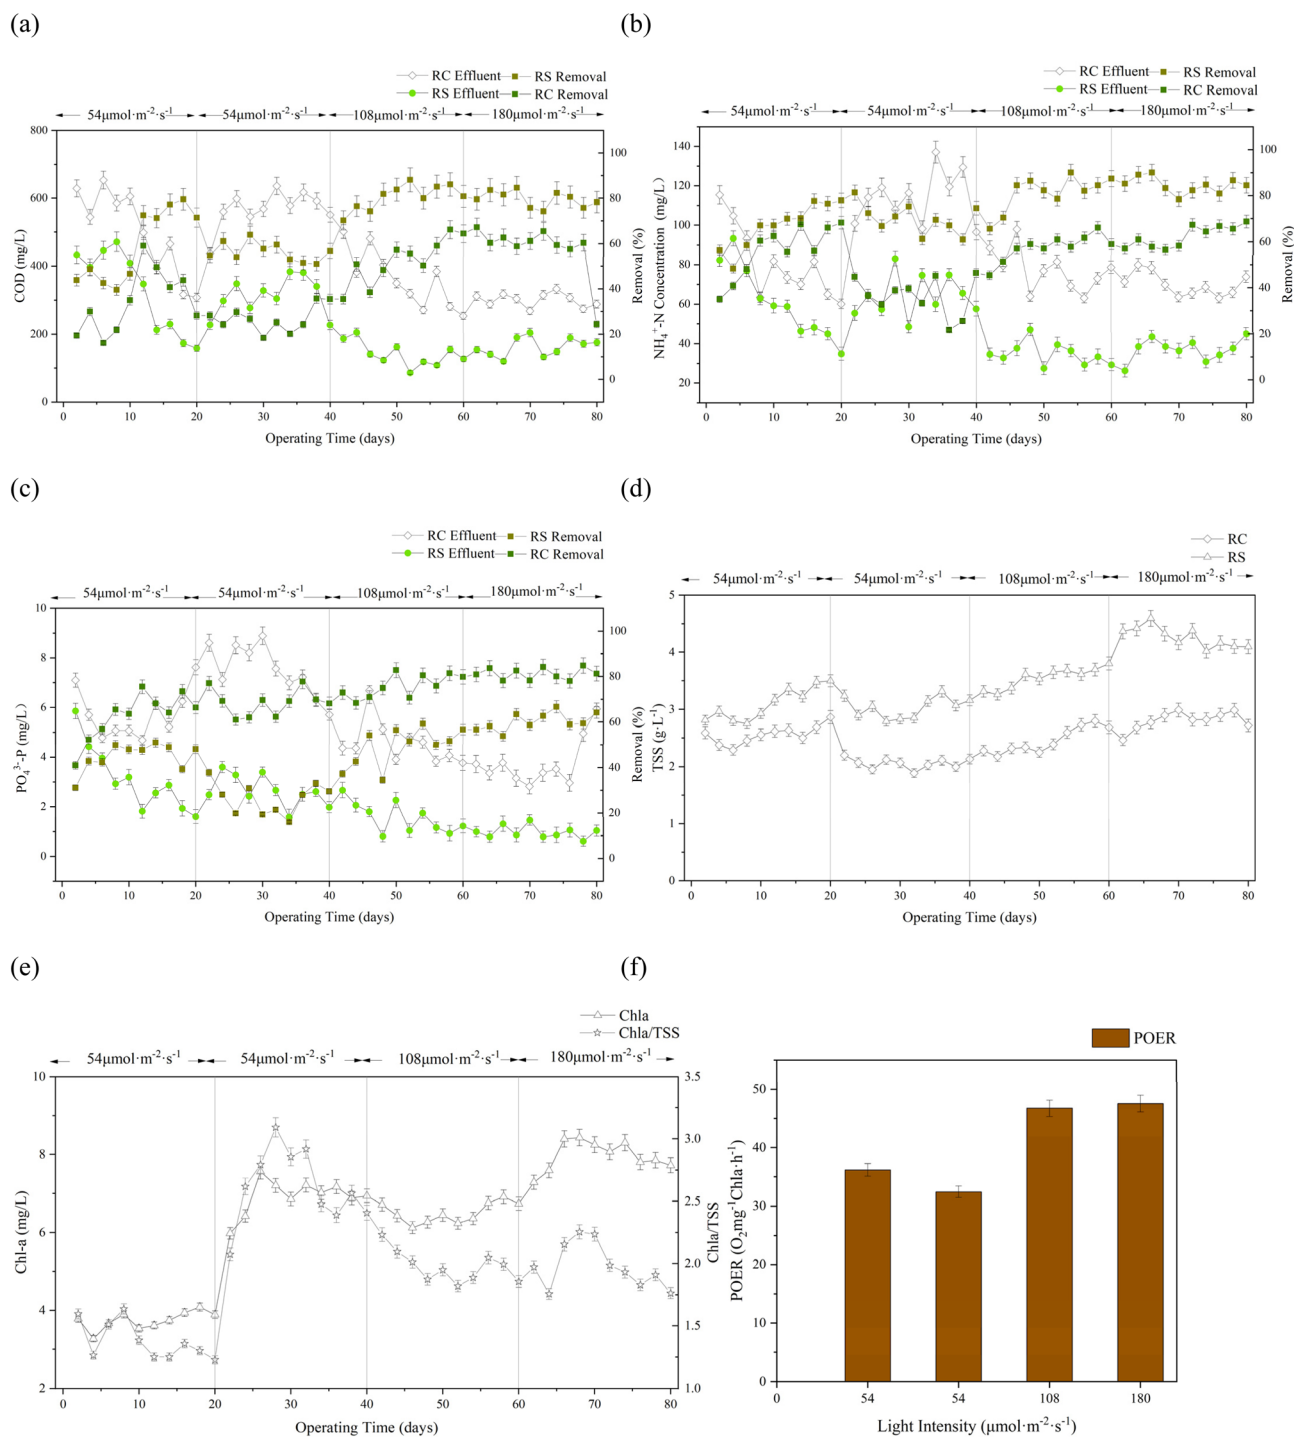 (a)
RC Effluent RS Removal
RS Effluent RC Removal
54μmol·m⁻²·s⁻¹ 54μmol·m⁻²·s⁻¹ 108μmol·m⁻²·s⁻¹ 180μmol·m⁻²·s⁻¹
COD (mg/L)
0 200 400 600 800
Removal (%)
0 20 40 60 80 100
0 10 20 30 40 50 60 70 80
Operating Time (days)
(b)
RC Effluent RS Removal
RS Effluent RC Removal
54μmol·m⁻²·s⁻¹ 54μmol·m⁻²·s⁻¹ 108μmol·m⁻²·s⁻¹ 180μmol·m⁻²·s⁻¹
NH₄⁺-N Concentration (mg/L)
20 40 60 80 100 120 140
Removal (%)
0 20 40 60 80 100
0 10 20 30 40 50 60 70 80
Operating Time (days)
(c)
RC Effluent RS Removal
RS Effluent RC Removal
54μmol·m⁻²·s⁻¹ 54μmol·m⁻²·s⁻¹ 108μmol·m⁻²·s⁻¹ 180μmol·m⁻²·s⁻¹
PO₄³⁻-P (mg/L)
0 2 4 6 8 10
Removal (%)
0 20 40 60 80 100
0 10 20 30 40 50 60 70 80
Operating Time (days)
(d)
RC
RS
54μmol·m⁻²·s⁻¹ 54μmol·m⁻²·s⁻¹ 108μmol·m⁻²·s⁻¹ 180μmol·m⁻²·s⁻¹
TSS (g·L⁻¹)
0 1 2 3 4 5
0 10 20 30 40 50 60 70 80
Operating Time (days)
(e)
Chla
Chla/TSS
54μmol·m⁻²·s⁻¹ 54μmol·m⁻²·s⁻¹ 108μmol·m⁻²·s⁻¹ 180μmol·m⁻²·s⁻¹
Chl-a (mg/L)
2 4 6 8 10
Chla/TSS
1.0 1.5 2.0 2.5 3.0 3.5
0 10 20 30 40 50 60 70 80
Operating Time (days)
(f)
POER
POER (O₂mg⁻¹Chla·h⁻¹)
0 10 20 30 40 50
0 54 54 108 180
Light Intensity (μmol·m⁻²·s⁻¹)